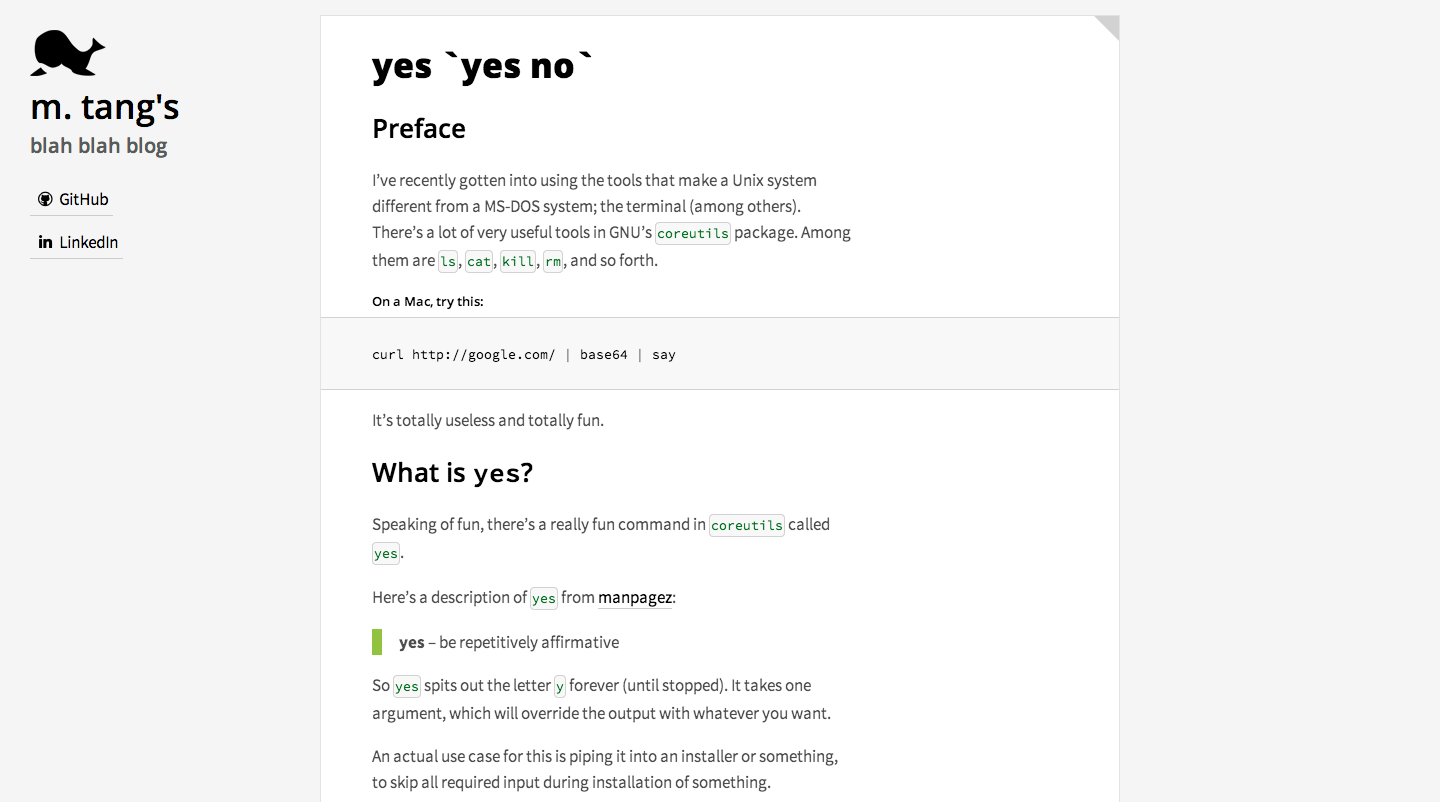 m. tang's
blah blah blog
GitHub
LinkedIn
yes `yes no`
Preface
I’ve recently gotten into using the tools that make a Unix system
different from a MS-DOS system; the terminal (among others).
There’s a lot of very useful tools in GNU’s coreutils package. Among
them are ls, cat, kill, rm, and so forth.
On a Mac, try this:
curl http://google.com/ | base64 | say
It’s totally useless and totally fun.
What is yes?
Speaking of fun, there’s a really fun command in coreutils called
yes.
Here’s a description of yes from manpagez:
yes – be repetitively affirmative
So yes spits out the letter y forever (until stopped). It takes one
argument, which will override the output with whatever you want.
An actual use case for this is piping it into an installer or something,
to skip all required input during installation of something.